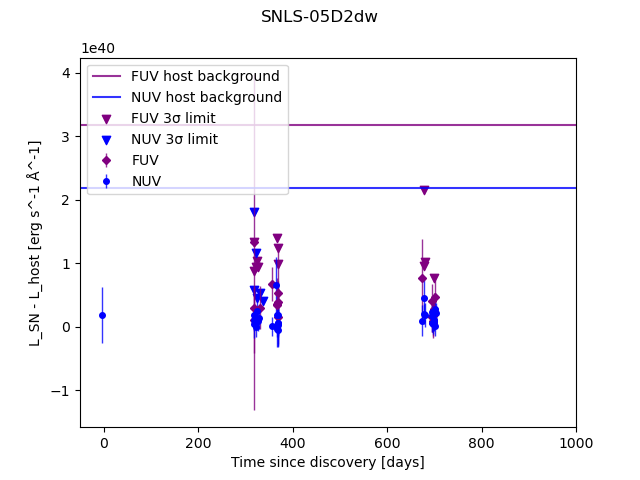 SNLS-05D2dw
1e40
FUV host background
NUV host background
FUV 3σ limit
NUV 3σ limit
FUV
NUV
4
3
2
1
0
−1
L_SN - L_host [erg s^-1 Å^-1]
0 200 400 600 800 1000
Time since discovery [days]